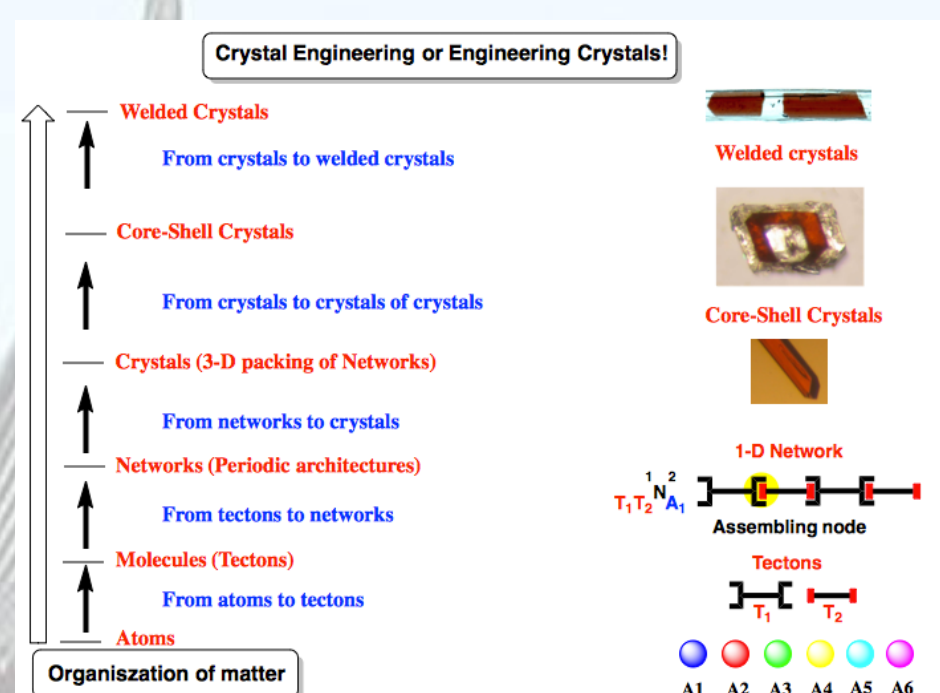 Crystal Engineering or Engineering Crystals!
Welded Crystals
From crystals to welded crystals
Welded crystals
Core-Shell Crystals
From crystals to crystals of crystals
Core-Shell Crystals
Crystals (3-D packing of Networks)
From networks to crystals
1-D Network
Networks (Periodic architectures)
T₁T₂ ¹N²A₁
From tectons to networks
Assembling node
Molecules (Tectons)
Tectons
From atoms to tectons
T₁ T₂
Atoms
Organiszation of matter
A1 A2 A3 A4 A5 A6